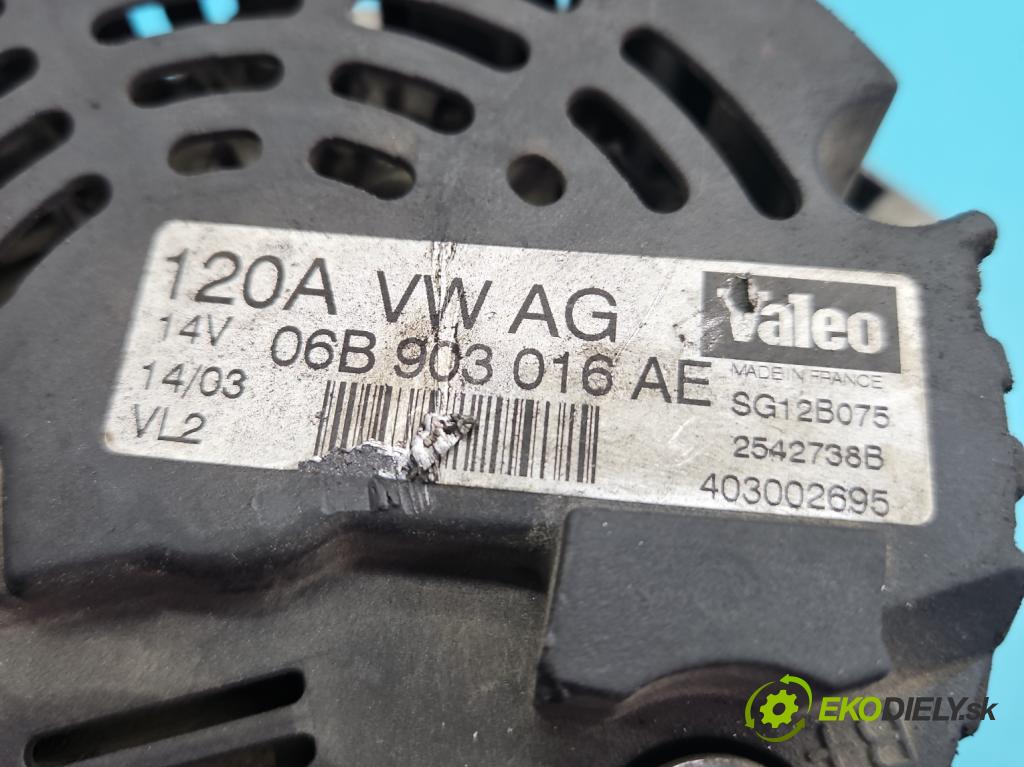 120A VW AG
14V 06B 903 016 AE
14/03
VL2
Valeo
MADE IN FRANCE
SG12B075
2542738B
403002695
EKODIELY.sk